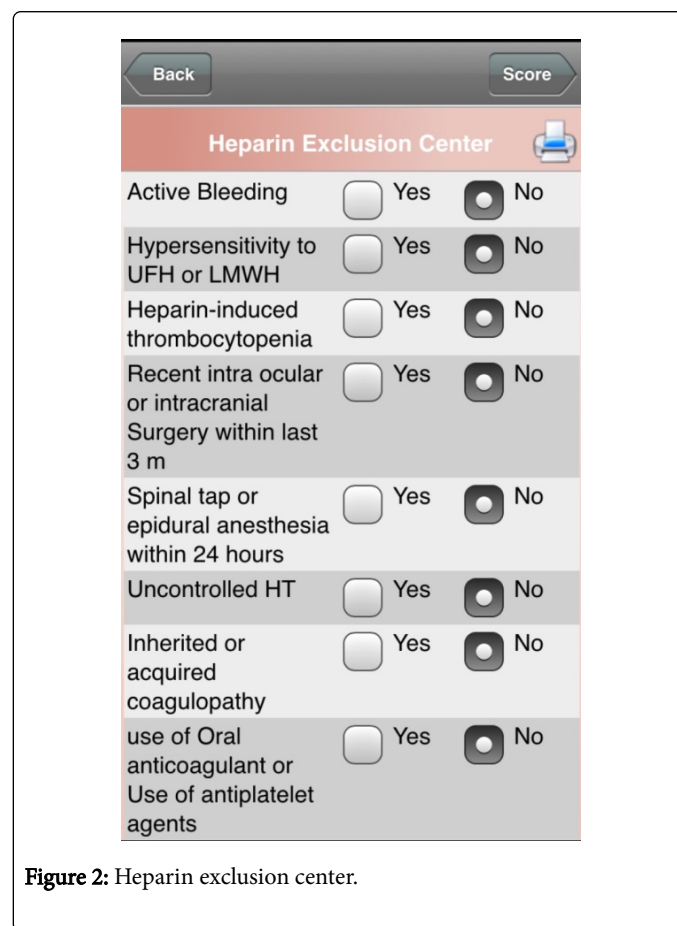 Back Score
Heparin Exclusion Center
Active Bleeding Yes No
Hypersensitivity to Yes No
UFH or LMWH
Heparin-induced Yes No
thrombocytopenia
Recent intra ocular Yes No
or intracranial
Surgery within last
3 m
Spinal tap or Yes No
epidural anesthesia
within 24 hours
Uncontrolled HT Yes No
Inherited or Yes No
acquired
coagulopathy
use of Oral Yes No
anticoagulant or
Use of antiplatelet
agents
Figure 2: Heparin exclusion center.